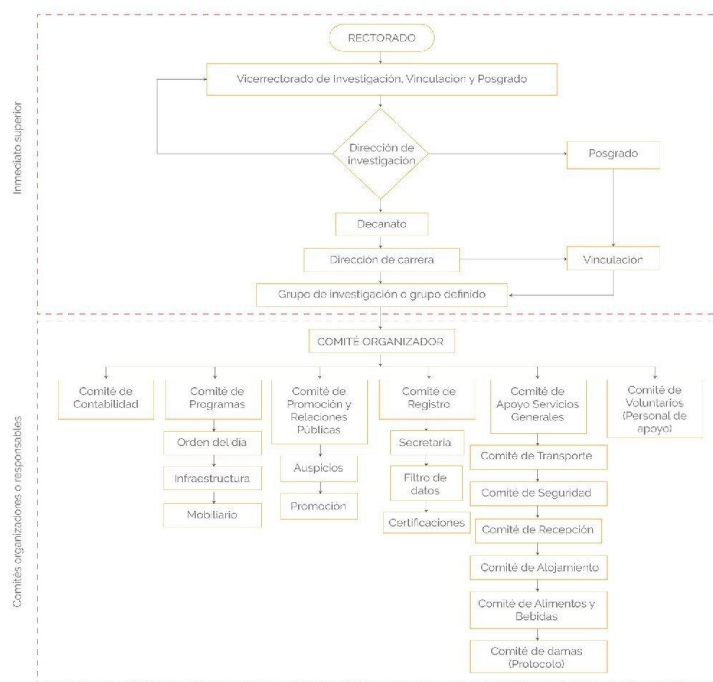 Inmediato superior
RECTORADO
Vicerrectorado de Investigación, Vinculacion y Posgrado
Dirección de
investigación
Posgrado
Decanato
Dirección de carrera
Vinculacion
Grupo de investigación o grupo definido
Comités organizadores o responsables
COMITÉ ORGANIZADOR
Comité de
Contabilidad
Comité de
Programas
Orden del día
Infraestructura
Mobiliario
Comité de
Promoción y
Relaciones
Públicas
Auspicios
Promoción
Comité de
Registro
Secretaria
Filtro de
datos
Certificaciones
Comité de
Apoyo Servicios
Generales
Comité de Transporte
Comité de Seguridad
Comité de Recepción
Comité de Alojamiento
Comité de Alimentos y
Bebidas
Comité de damas
(Protocolo)
Comité de
Voluntarios
(Personal de
apoyo)